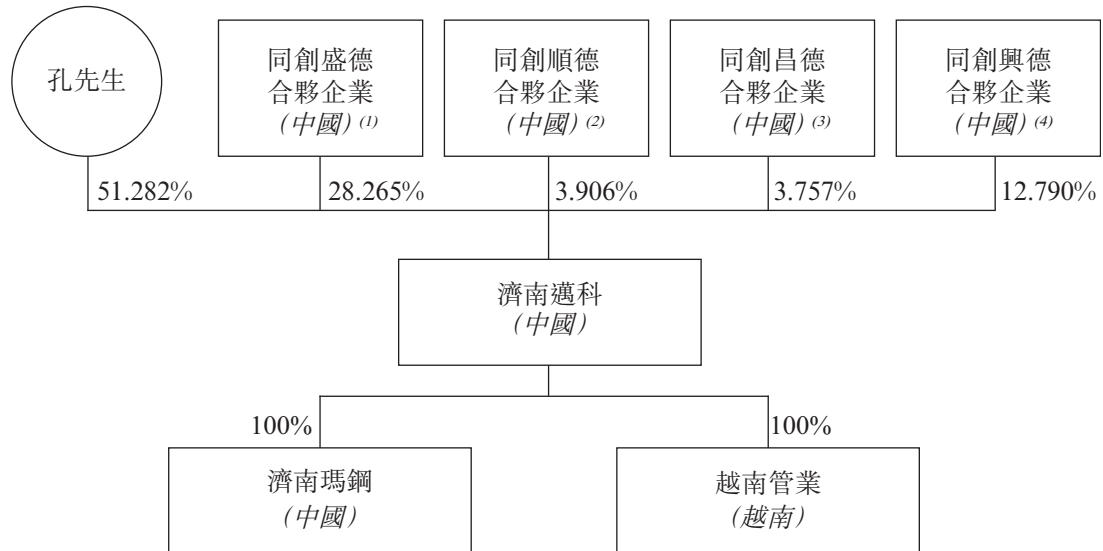 孔先生
同創盛德
合夥企業
（中國）(1)
同創順德
合夥企業
（中國）(2)
同創昌德
合夥企業
（中國）(3)
同創興德
合夥企業
（中國）(4)
51.282%
28.265%
3.906%
3.757%
12.790%
濟南邁科
（中國）
100%
100%
濟南瑪鋼
（中國）
越南管業
（越南）